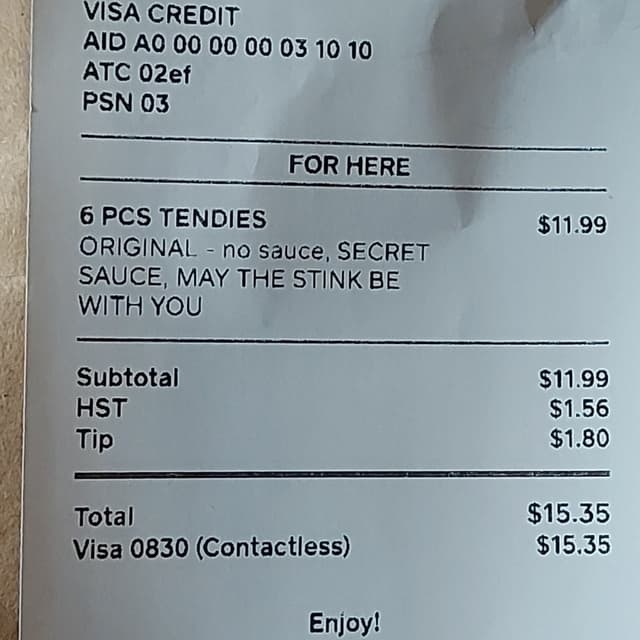 VISA CREDIT
AID A0 00 00 00 03 10 10
ATC 02ef
PSN 03
FOR HERE
6 PCS TENDIES $11.99
ORIGINAL - no sauce, SECRET
SAUCE, MAY THE STINK BE
WITH YOU
Subtotal $11.99
HST $1.56
Tip $1.80
Total $15.35
Visa 0830 (Contactless) $15.35
Enjoy!